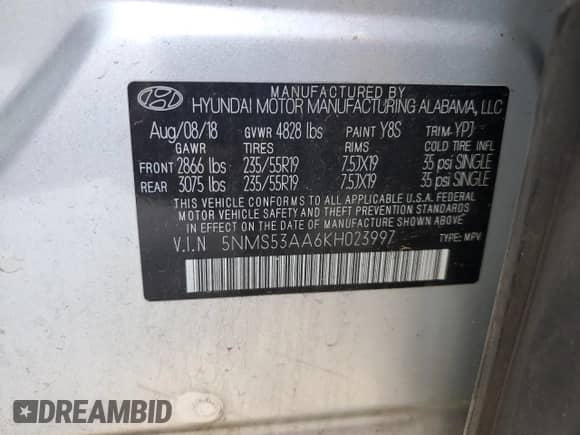 MANUFACTURED BY
HYUNDAI MOTOR MANUFACTURING ALABAMA, LLC
Aug/08/18 GVWR 4828 lbs PAINT Y8S TRIM YPJ
GAWR TIRES RIMS COLD TIRE INFL
FRONT 2866 lbs 235/55R19 7.5JX19 35 psi SINGLE
REAR 3075 lbs 235/55R19 7.5JX19 35 psi SINGLE
THIS VEHICLE CONFORMS TO ALL APPLICABLE U.S.A. FEDERAL
MOTOR VEHICLE SAFETY, BUMPER, AND THEFT PREVENTION
STANDARDS IN EFFECT ON THE DATE OF MANUFACTURE SHOWN ABOVE.
V.I.N 5NMS53AA6KH023997 TYPE: MPV
DREAMBID